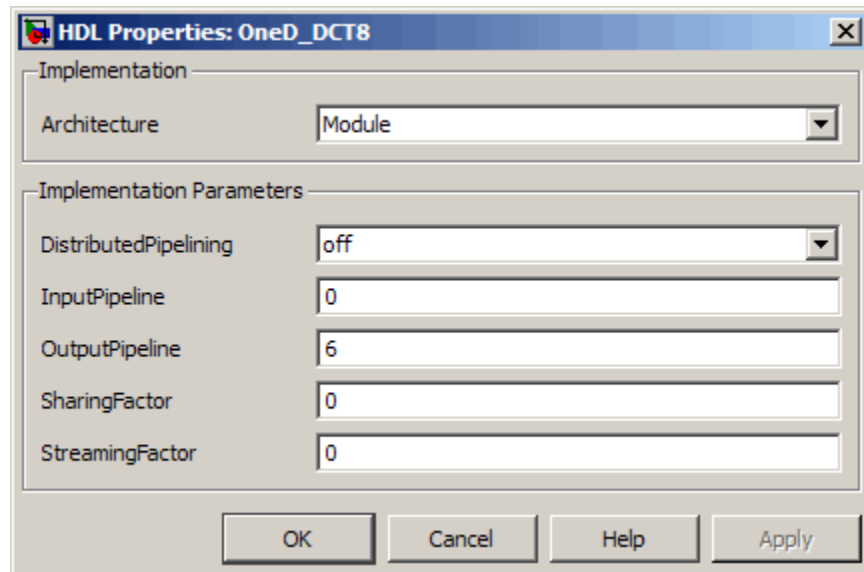 HDL Properties: OneD_DCT8
Implementation
Architecture Module
Implementation Parameters
DistributedPipelining off
InputPipeline 0
OutputPipeline 6
SharingFactor 0
StreamingFactor 0
OK Cancel Help Apply